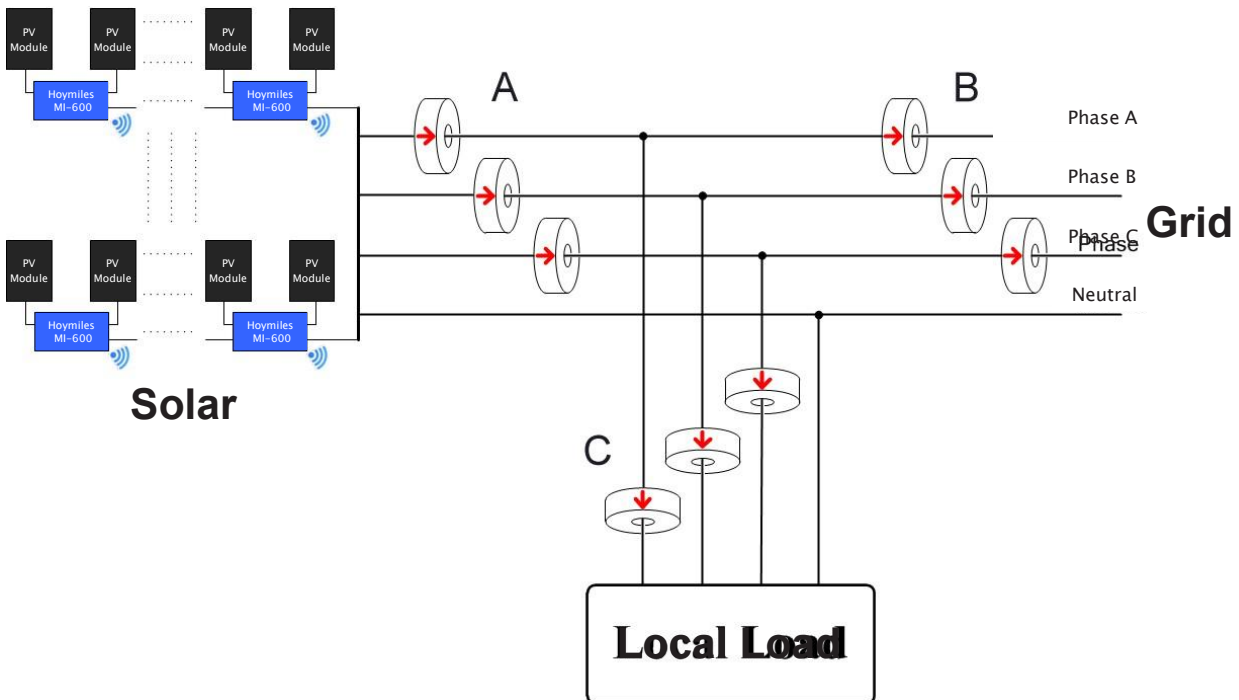 PV
Module
PV
Module
PV
Module
PV
Module
Hoymiles
MI-600
Hoymiles
MI-600
A
B
Phase A
Phase B
Grid
Phase C
Phase
Neutral
PV
Module
PV
Module
PV
Module
PV
Module
Hoymiles
MI-600
Hoymiles
MI-600
Solar
C
Local Load